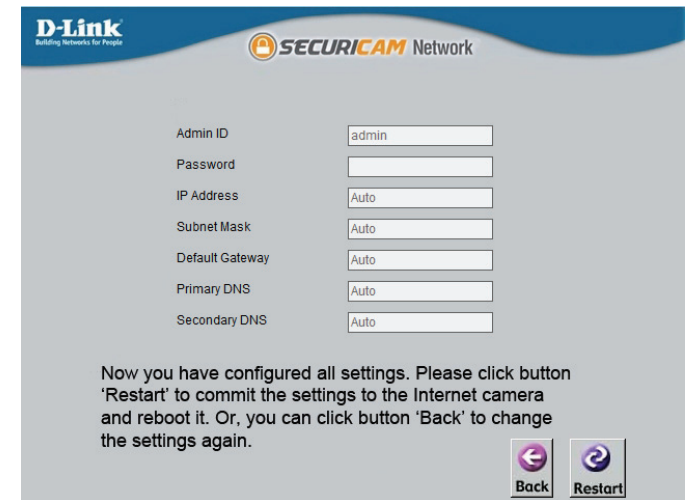 D-Link
Building Networks for People
SECURICAM Network
Admin ID admin
Password
IP Address Auto
Subnet Mask Auto
Default Gateway Auto
Primary DNS Auto
Secondary DNS Auto
Now you have configured all settings. Please click button
‘Restart’ to commit the settings to the Internet camera
and reboot it. Or, you can click button ‘Back’ to change
the settings again.
Back Restart